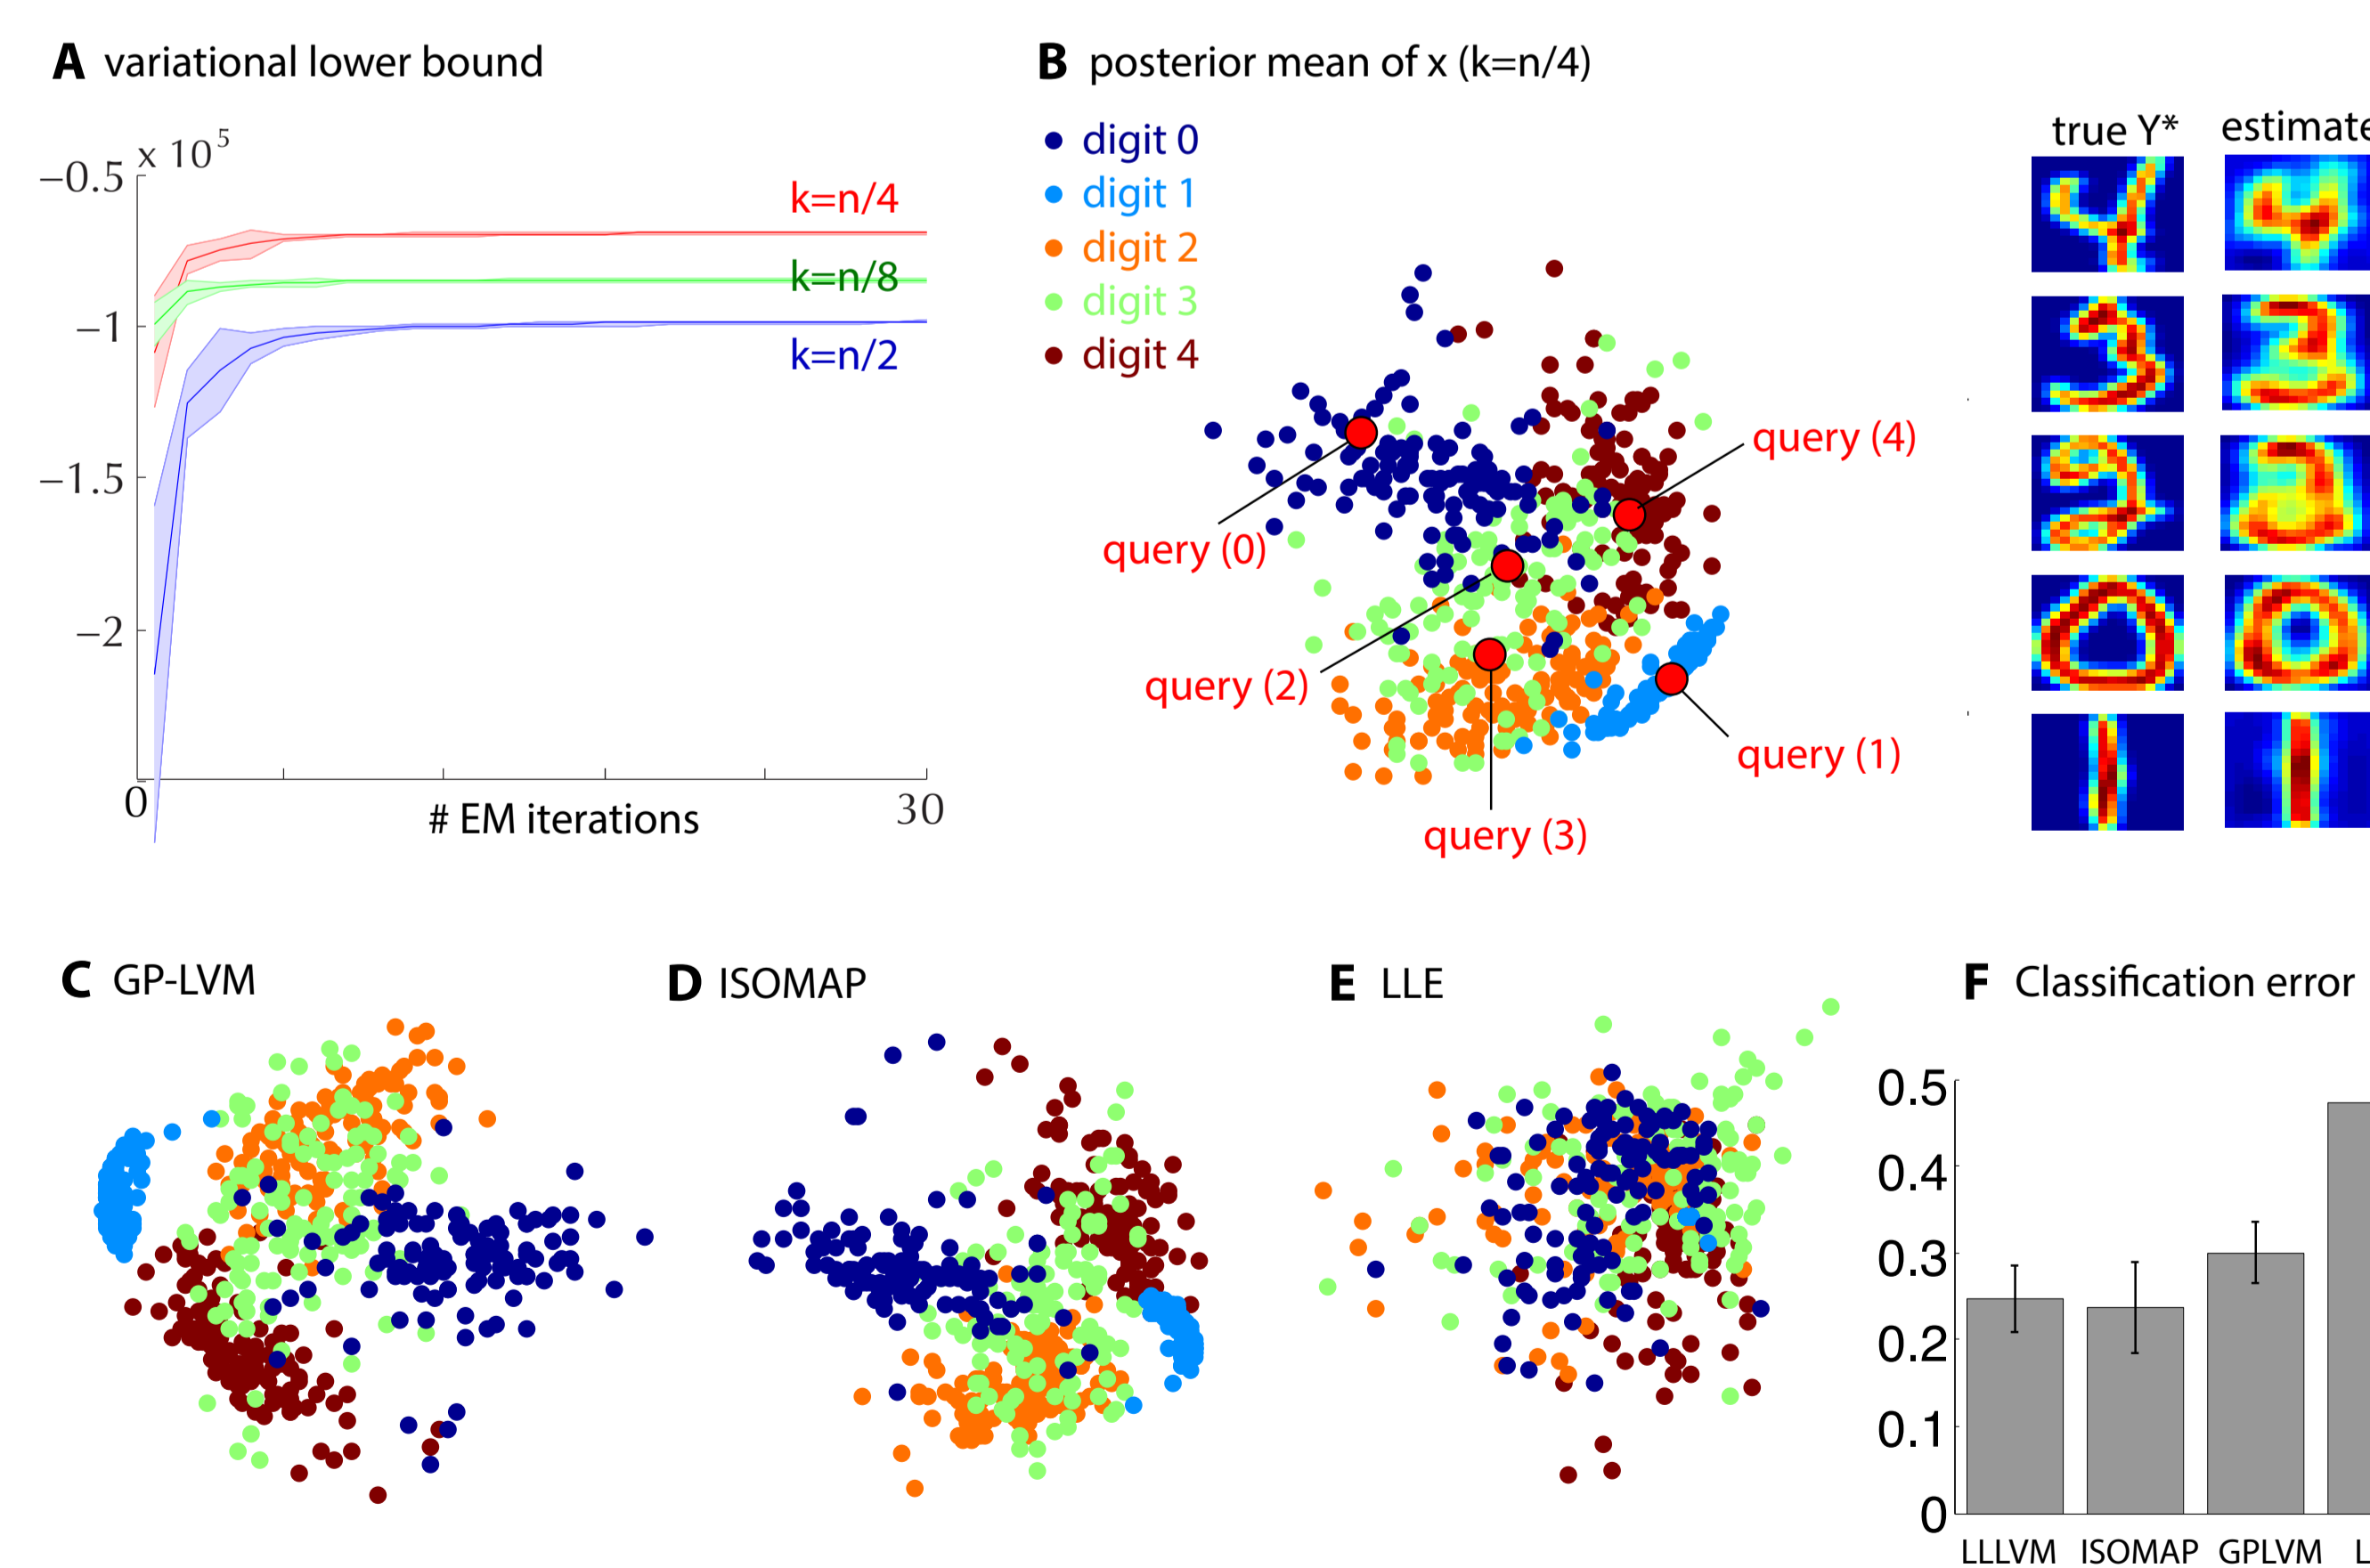 A variational lower bound
x 10^5
−0.5
−1
−1.5
−2
k=n/4
k=n/8
k=n/2
0
30
# EM iterations
B posterior mean of x (k=n/4)
digit 0
digit 1
digit 2
digit 3
digit 4
query (0)
query (4)
query (2)
query (1)
query (3)
true Y*
estimate
C GP-LVM
D ISOMAP
E LLE
F Classification error
0.5
0.4
0.3
0.2
0.1
0
LLLVM ISOMAP GPLVM L